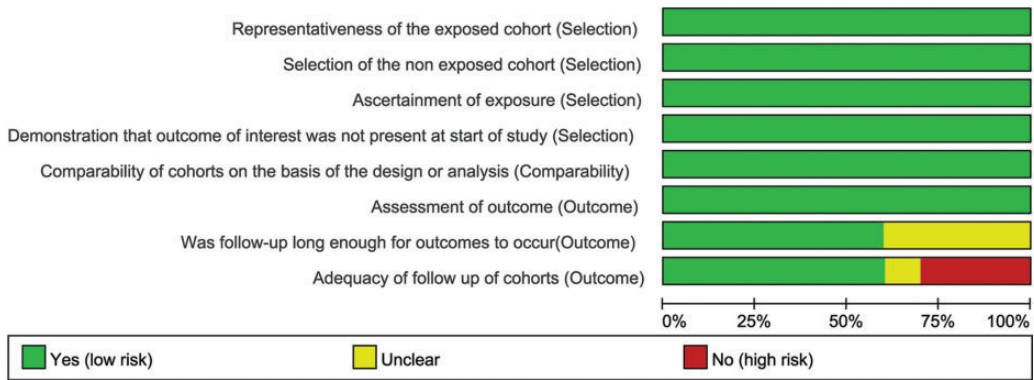 Representativeness of the exposed cohort (Selection)
Selection of the non exposed cohort (Selection)
Ascertainment of exposure (Selection)
Demonstration that outcome of interest was not present at start of study (Selection)
Comparability of cohorts on the basis of the design or analysis (Comparability)
Assessment of outcome (Outcome)
Was follow-up long enough for outcomes to occur(Outcome)
Adequacy of follow up of cohorts (Outcome)
0% 25% 50% 75% 100%
Yes (low risk) Unclear No (high risk)